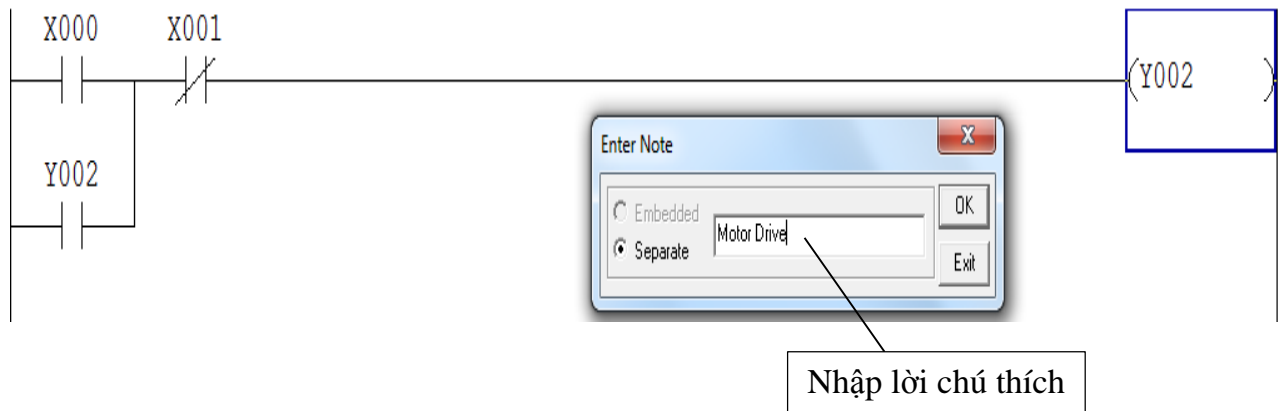 X000 X001
Y002
Y002
Enter Note
X
Embedded
Separate
Motor Drive
OK
Exit
Nhập lời chú thích